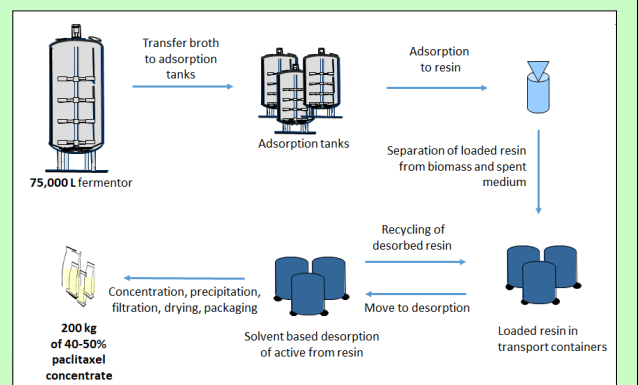 Transfer broth
to adsorption
tanks
Adsorption
to resin
Adsorption tanks
75,000 L fermentor
Separation of loaded resin
from biomass and spent
medium
Recycling of
desorbed resin
Move to desorption
Loaded resin in
transport containers
Solvent based desorption
of active from resin
Concentration, precipitation,
filtration, drying, packaging
200 kg
of 40-50%
paclitaxel
concentrate